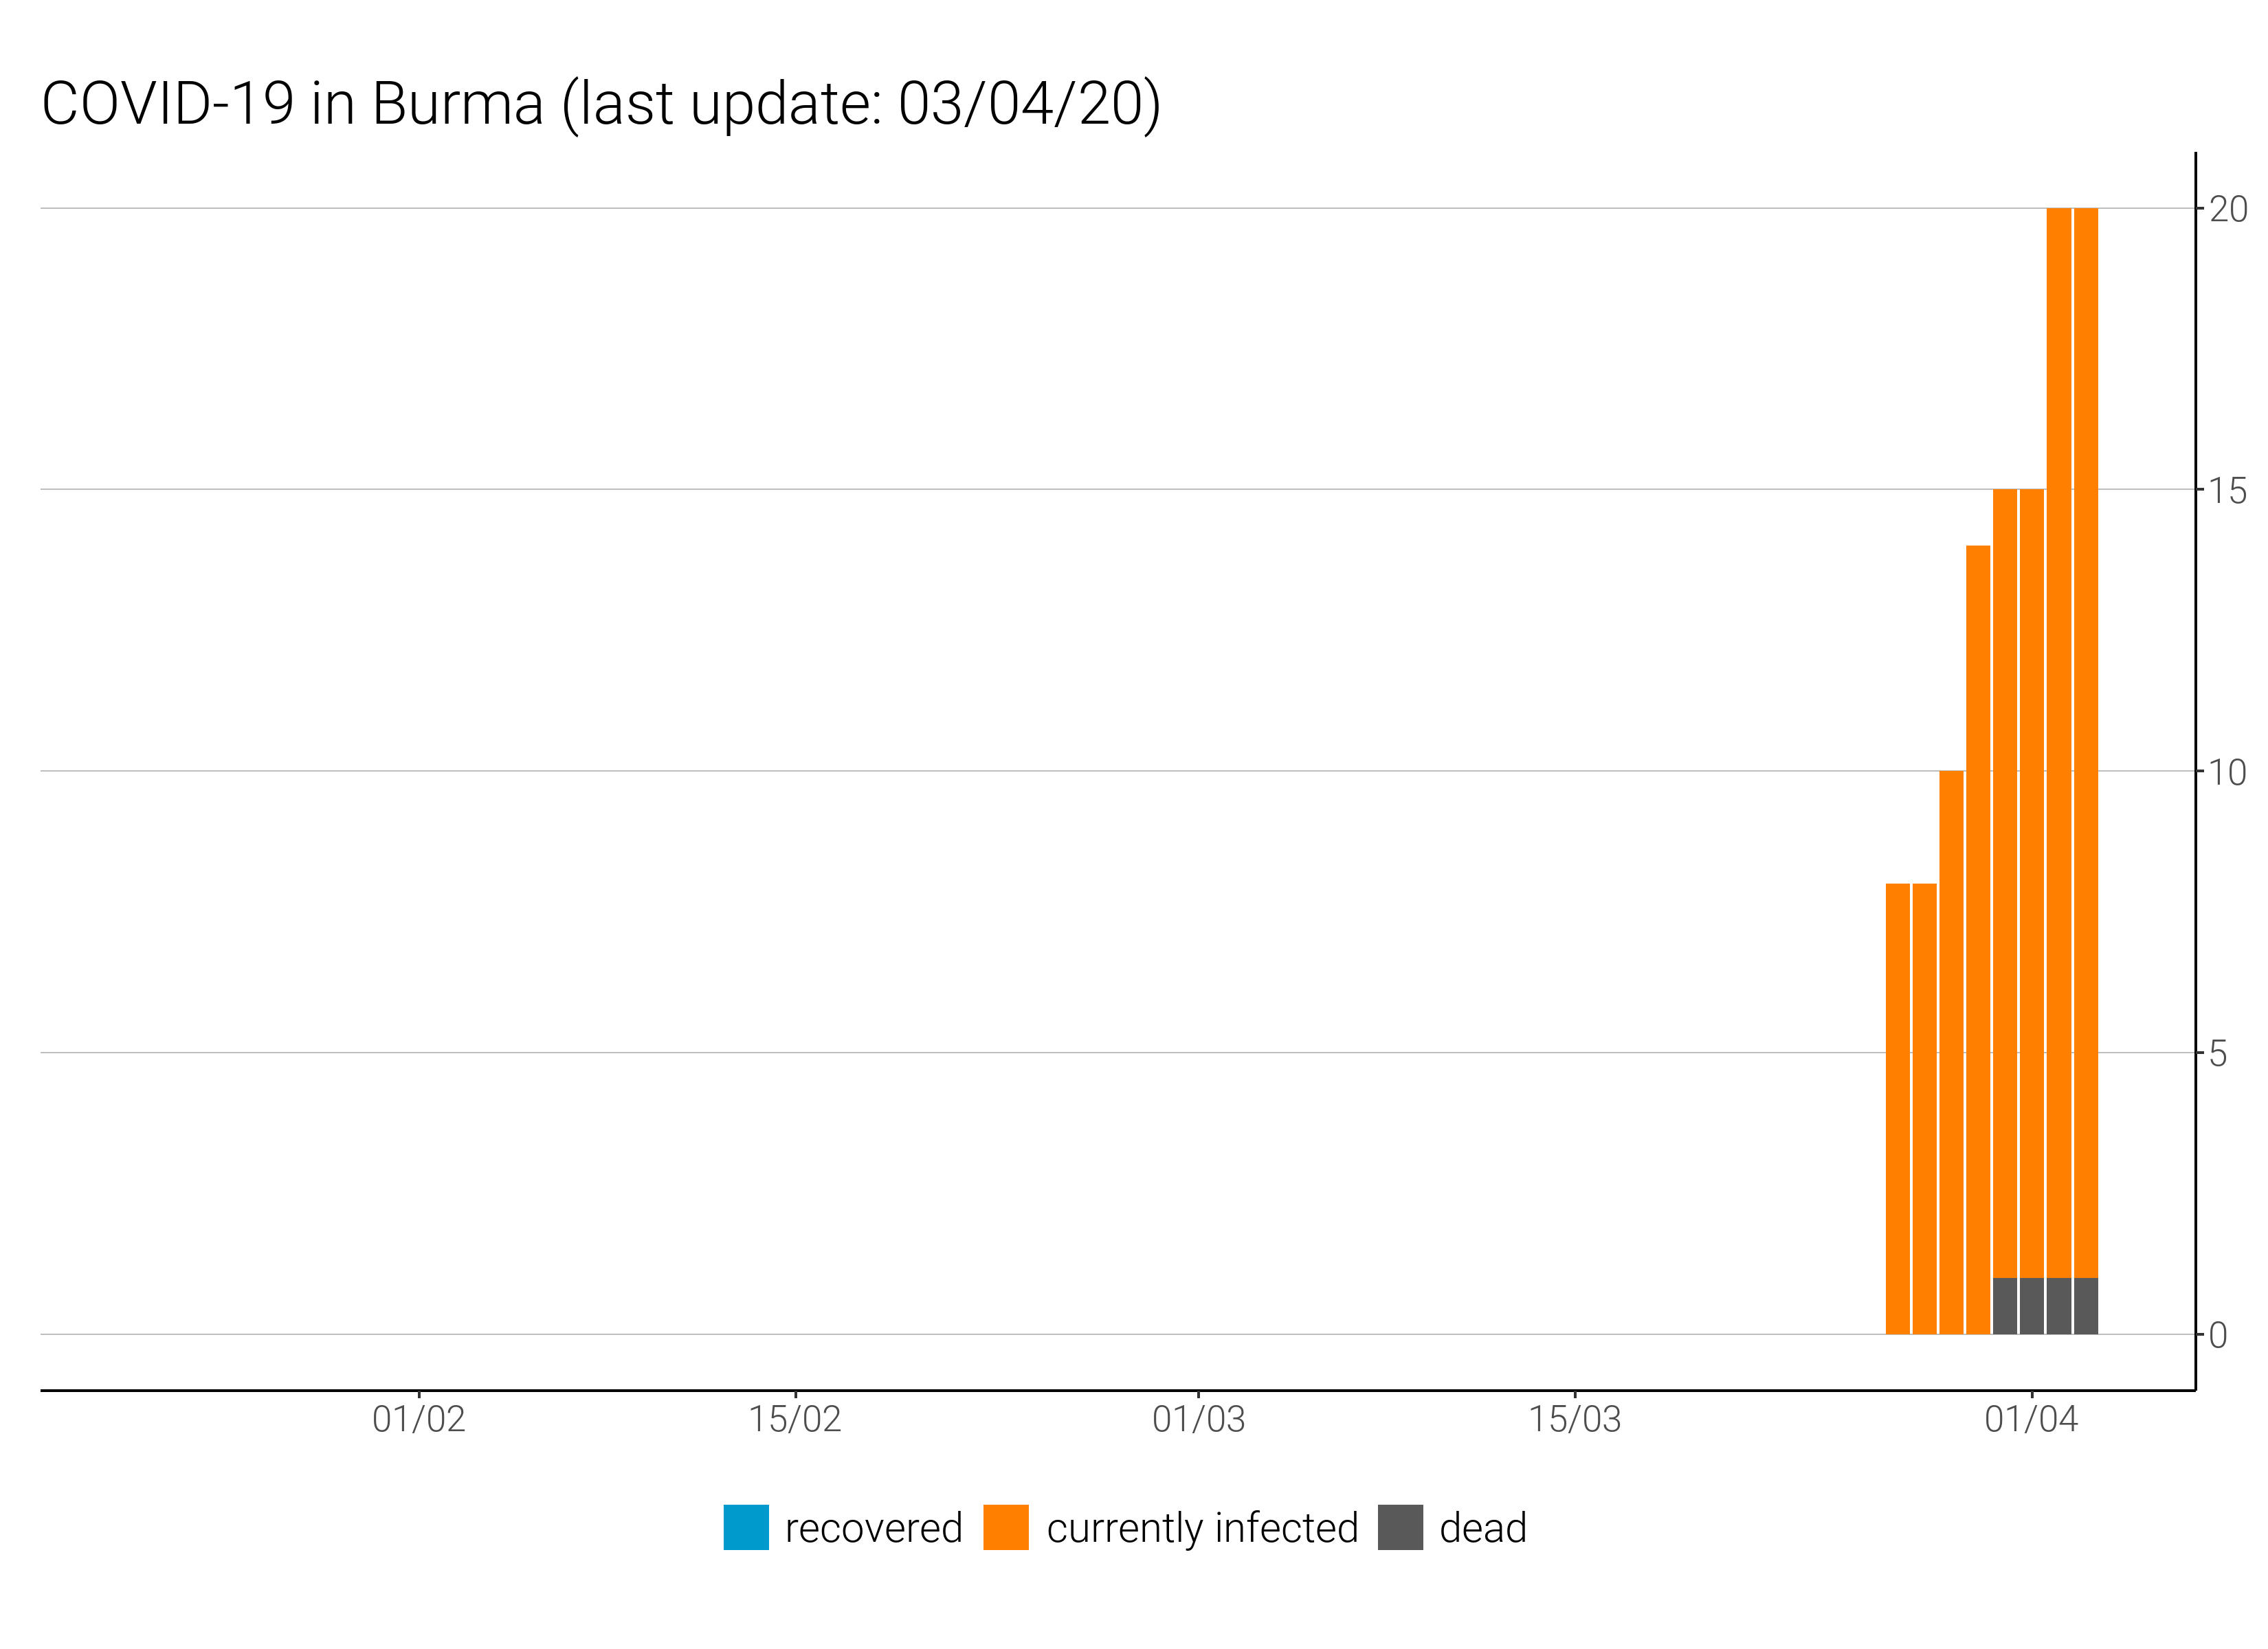 COVID-19 in Burma (last update: 03/04/20)
20
15
10
5
0
01/02 15/02 01/03 15/03 01/04
recovered currently infected dead